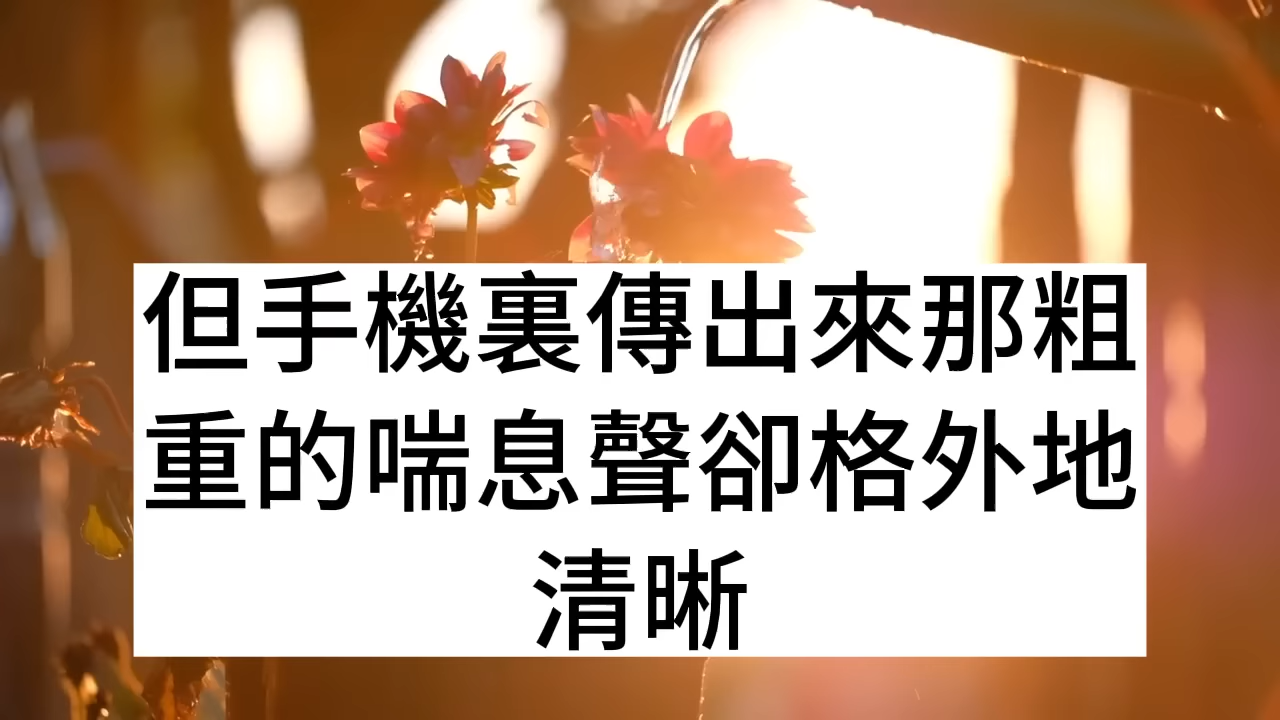 但手機裏傳出來那粗
重的喘息聲卻格外地
清晰